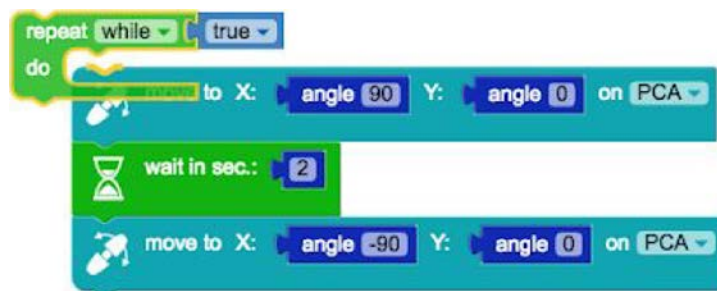 repeat while true
do
to X: angle 90 Y: angle 0 on PCA
wait in sec.: 2
move to X: angle -90 Y: angle 0 on PCA